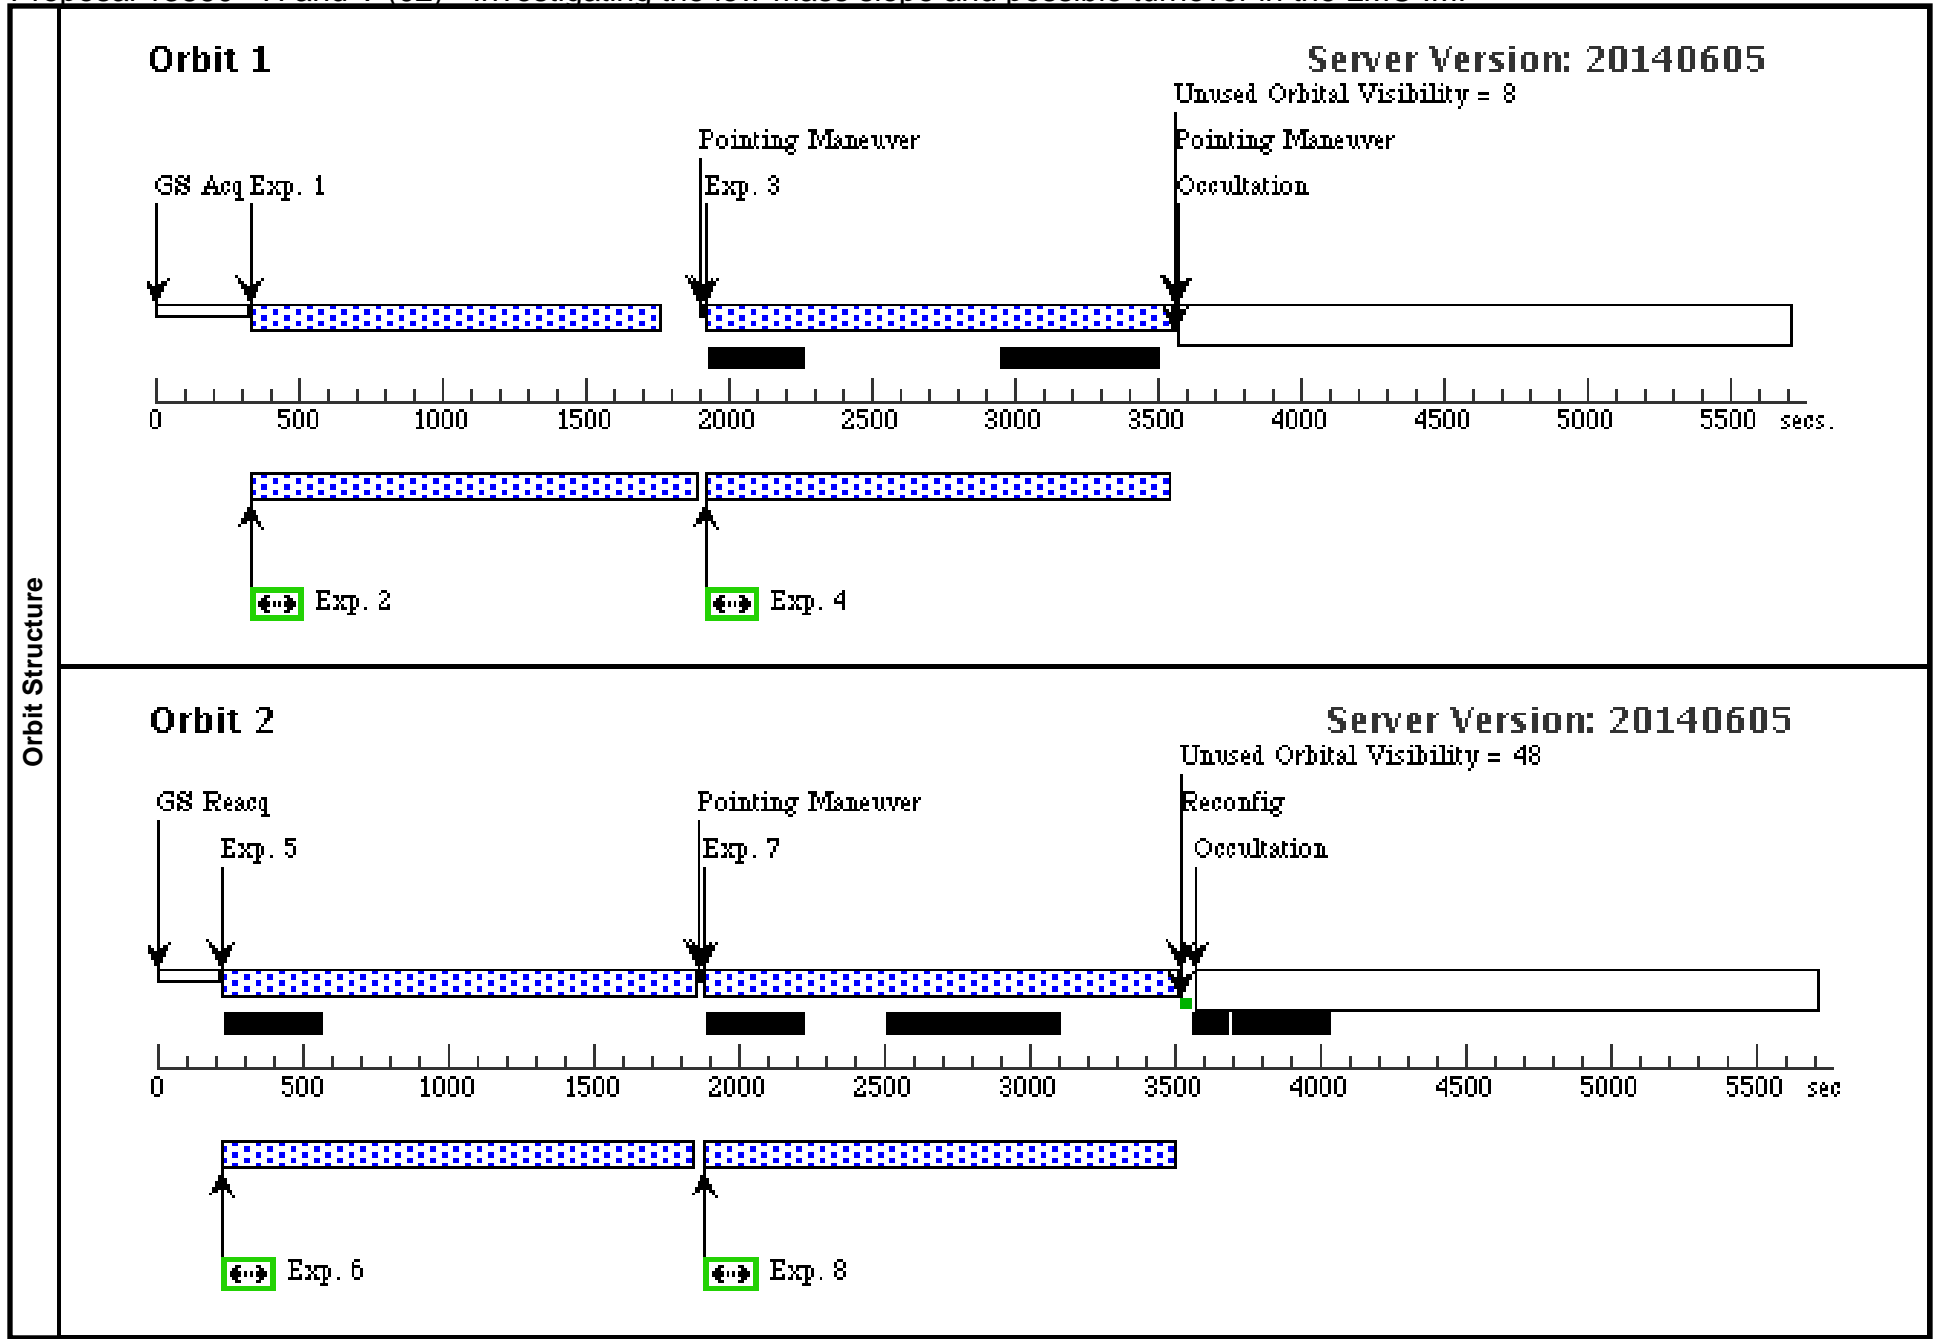 Orbit Structure
Orbit 1
Server Version: 20140605
Unused Orbital Visibility = 8
Pointing Maneuver
Pointing Maneuver
GS Acq
Exp. 1
Exp. 3
Occultation
0 500 1000 1500 2000 2500 3000 3500 4000 4500 5000 5500 secs.
Exp. 2
Exp. 4
Orbit 2
Server Version: 20140605
Unused Orbital Visibility = 48
GS Reacq
Pointing Maneuver
Reconfig
Exp. 5
Exp. 7
Occultation
0 500 1000 1500 2000 2500 3000 3500 4000 4500 5000 5500 sec
Exp. 6
Exp. 8